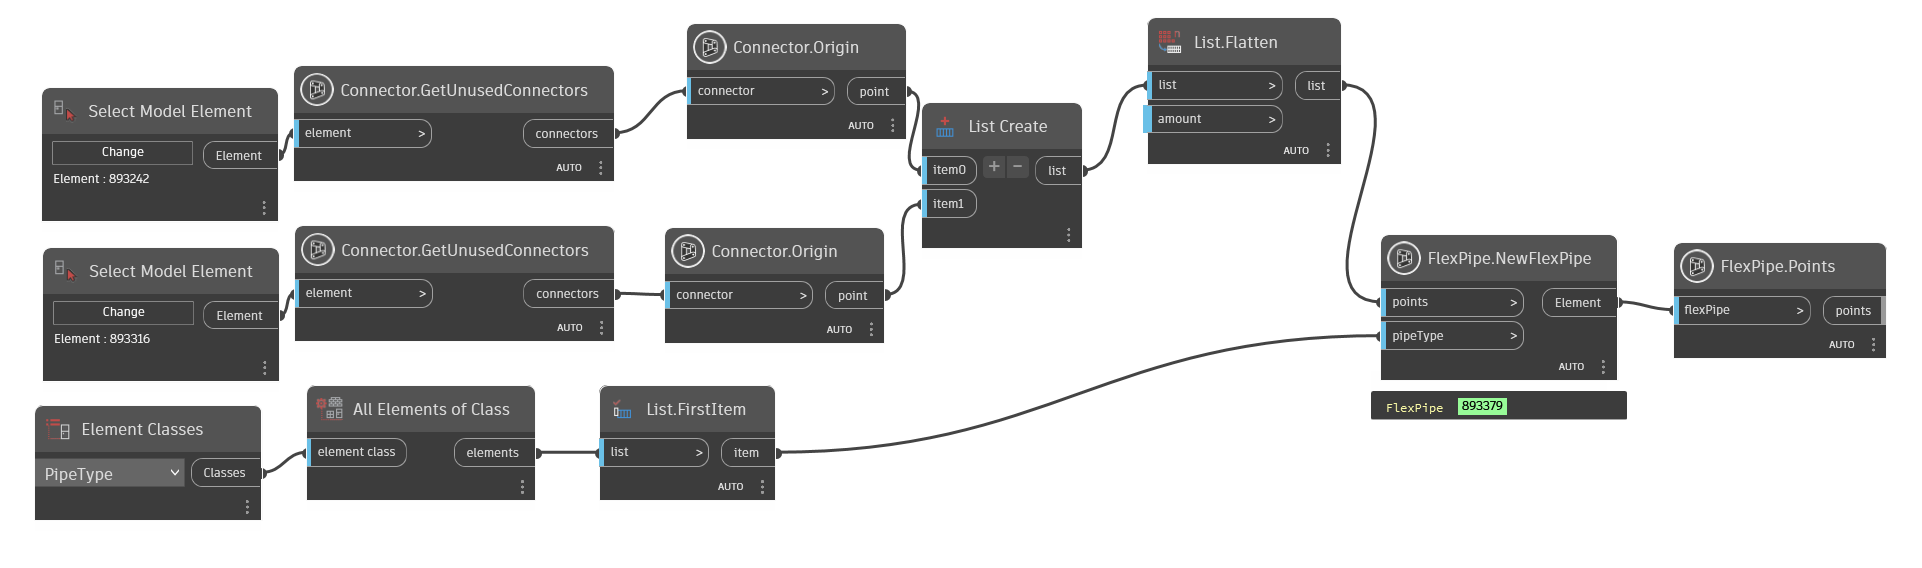 Select Model Element
Change
Element
Element : 893242
Connector.GetUnusedConnectors
element >
connectors
AUTO
Connector.Origin
connector >
point
AUTO
List Create
item0
+ −
list
item1
List.Flatten
list >
list
amount >
AUTO
Select Model Element
Change
Element
Element : 893316
Connector.GetUnusedConnectors
element >
connectors
AUTO
Connector.Origin
connector >
point
AUTO
FlexPipe.NewFlexPipe
points >
Element
pipeType >
AUTO
FlexPipe 893379
FlexPipe.Points
flexPipe >
points
AUTO
Element Classes
PipeType
Classes
All Elements of Class
element class
elements
List.FirstItem
list >
item
AUTO